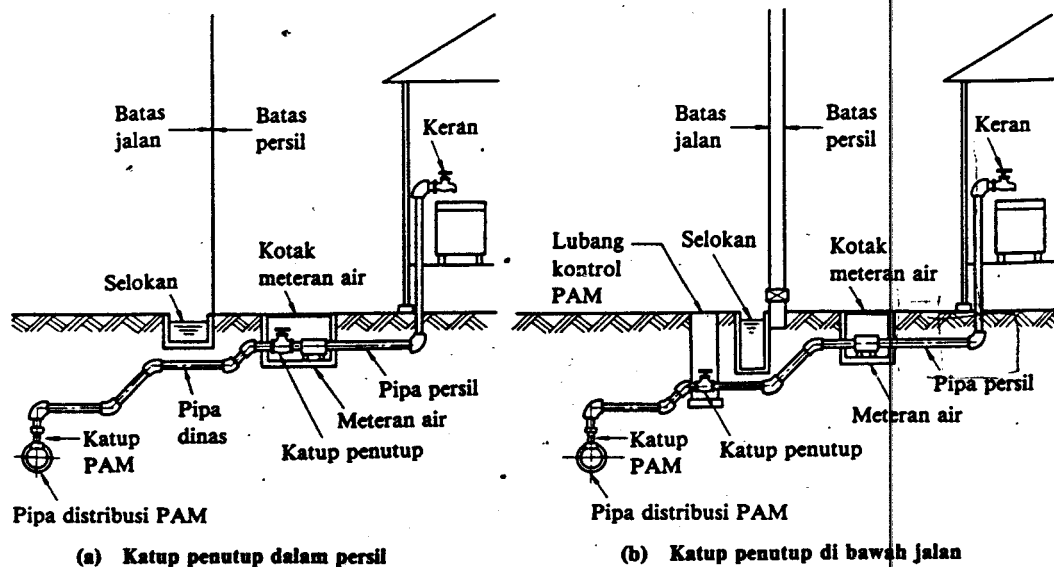 Batas
jalan
Batas
persil
Keran
Kotak
meteran air
Selokan
Pipa persil
Pipa
dinas
Meteran air
Katup
PAM
Katup penutup
Pipa distribusi PAM
(a) Katup penutup dalam persil
Batas
jalan
Batas
persil
Keran
Lubang
kontrol
PAM
Selokan
Kotak
meteran air
Pipa persil
Meteran air
Katup
PAM
Katup penutup
Pipa distribusi PAM
(b) Katup penutup di bawah jalan